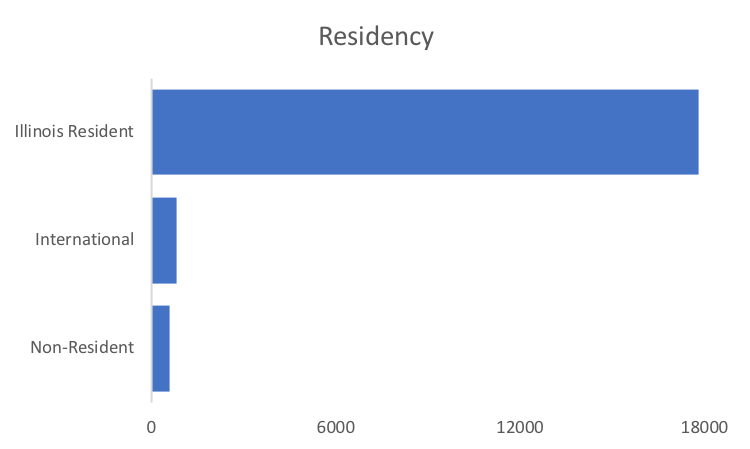 Residency
Illinois Resident
International
Non-Resident
0 6000 12000 18000